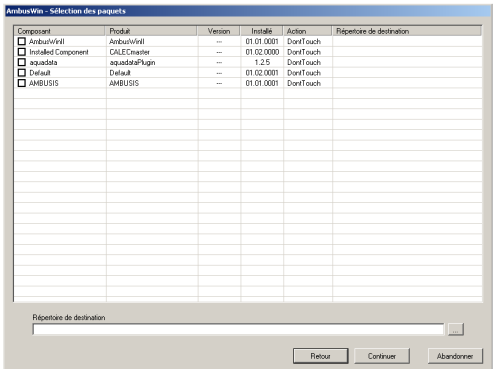 AmbusWin - Sélection des paquets
Composant Produit Version Installé Action Répertoire de destination
AmbusWinII AmbusWinII --- 01.01.0001 DontTouch
Installed Component CALECmaster --- 01.02.0000 DontTouch
aquadata aquadataPlugin --- 1.2.5 DontTouch
Default Default --- 01.02.0001 DontTouch
AMBUSIS AMBUSIS --- 01.01.0001 DontTouch
Répertoire de destination
...
Retour Continuer Abandonner